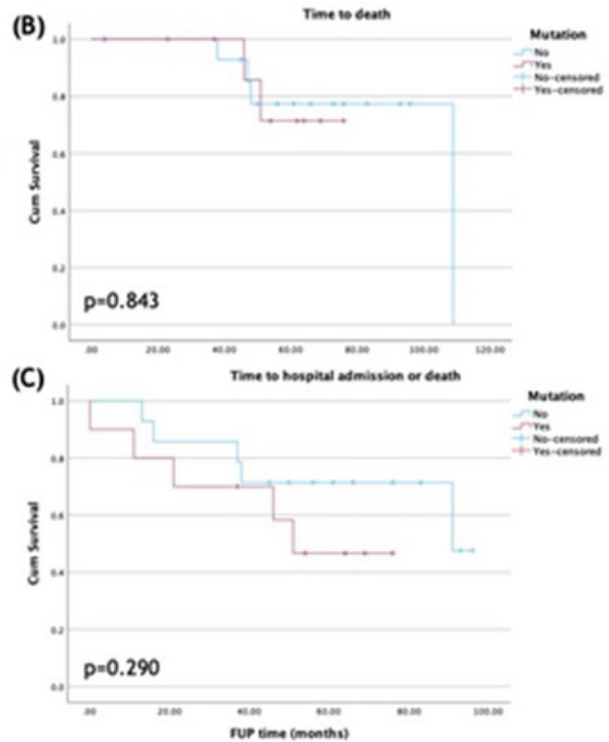 (B)
Time to death
Mutation
No
Yes
No-censored
Yes-censored
Cum Survival
1.0
0.8
0.6
0.4
0.2
0.0
p=0.843
.00 20.00 40.00 60.00 80.00 100.00 120.00
(C)
Time to hospital admission or death
Mutation
No
Yes
No-censored
Yes-censored
Cum Survival
1.0
0.8
0.6
0.4
0.2
0.0
p=0.290
.00 20.00 40.00 60.00 80.00 100.00
FUP time (months)